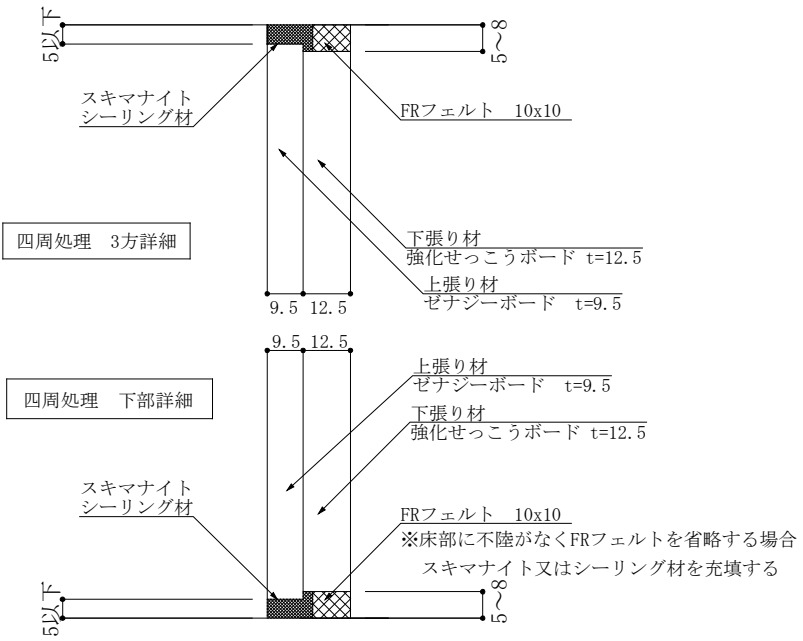 5以下
5～8
スキマナイト
シーリング材
FRフェルト　10x10
四周処理　3方詳細
下張り材
強化せっこうボード t=12.5
上張り材
ゼナジーボード　t=9.5
9.5 12.5
9.5 12.5
上張り材
ゼナジーボード　t=9.5
四周処理　下部詳細
下張り材
強化せっこうボード t=12.5
スキマナイト
シーリング材
FRフェルト　10x10
※床部に不陸がなくFRフェルトを省略する場合
スキマナイト又はシーリング材を充填する
5以下
5～8